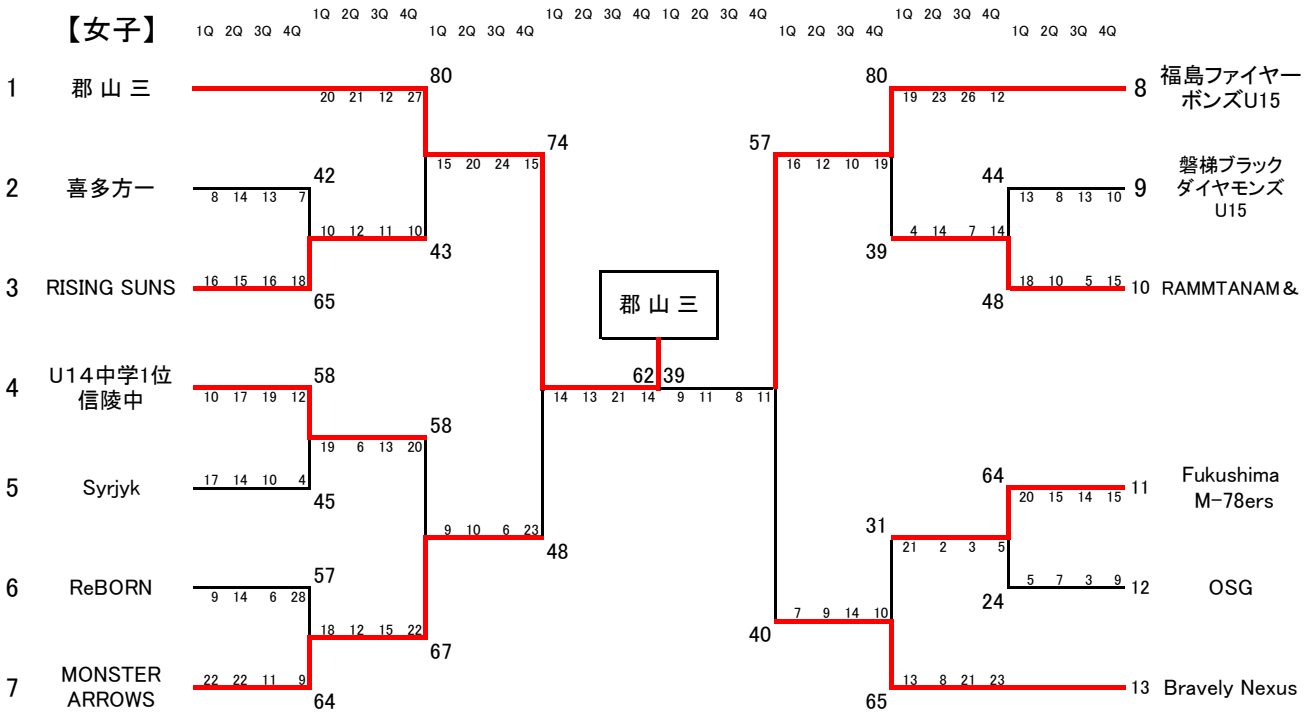 1Q 2Q 3Q 4Q 1Q 2Q 3Q 4Q 1Q 2Q 3Q 4Q
【女子】 1Q 2Q 3Q 4Q 1Q 2Q 3Q 4Q 1Q 2Q 3Q 4Q 1Q 2Q 3Q 4Q
80 80
1 郡 山 三
20 21 12 27
19 23 26 12
8 福島ファイヤー
ボンズU15
74 57
15 20 24 15
16 12 10 19
2 喜多方一
42
8 14 13 7
44
13 8 13 10
9 磐梯ブラック
ダイヤモンズ
U15
10 12 11 10
43
4 14 7 14
39
3 RISING SUNS
16 15 16 18
65
18 10 5 15
48
10 RAMMTANAM&
郡 山 三
62 39
14 13 21 14
9 11 8 11
4 U14中学1位
信陵中
58
10 17 19 12
58
19 6 13 20
5 Syrjyk
17 14 10 4
45
64
20 15 14 15
11 Fukushima
M-78ers
9 10 6 23
48
31
21 2 3 5
6 ReBORN
57
9 14 6 28
5 7 3 9
24
12 OSG
18 12 15 22
67
7 9 14 10
40
7 MONSTER
ARROWS
22 22 11 9
64
13 8 21 23
65
13 Bravely Nexus